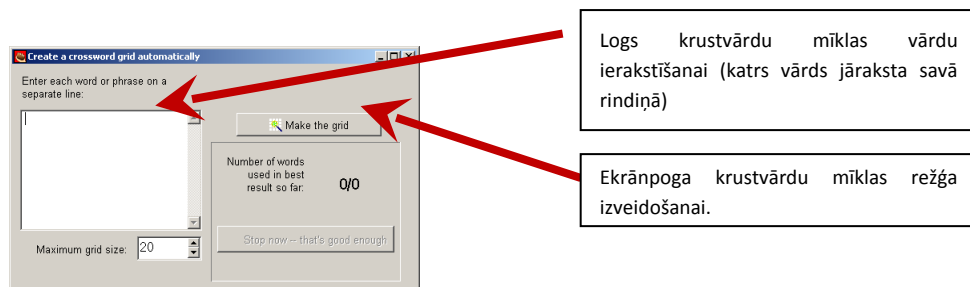 Create a crossword grid automatically
Enter each word or phrase on a
separate line:
Make the grid
Number of words
used in best
result so far:
0/0
Stop now -- that's good enough
Maximum grid size: 20
Logs krustvārdu mīklas vārdu
ierakstīšanai (katrs vārds jāraksta savā
rindiņā)
Ekrānpoga krustvārdu mīklas režģa
izveidošanai.